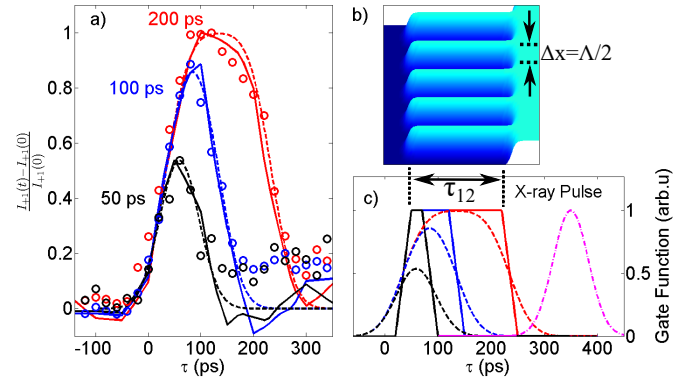 a)
200 ps
100 ps
50 ps
I₊₁(t)−I₊₁(0)
I₊₁(0)
1
0.8
0.6
0.4
0.2
0
-100 0 100 200 300
τ (ps)
b)
Δx=Λ/2
τ₁₂
X-ray Pulse
c)
1
0.5
0
Gate Function (arb.u)
-100 0 100 200 300 400
τ (ps)